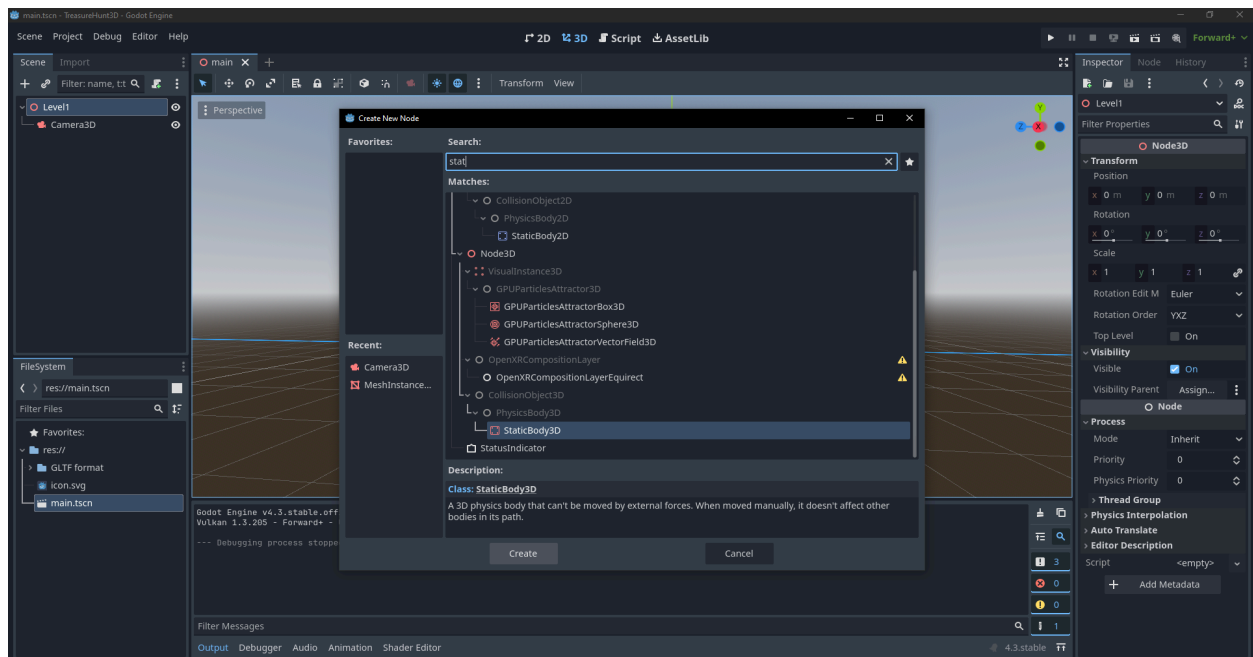 main.tscn - TreasureHunt3D - Godot Engine
Scene Project Debug Editor Help
2D 3D Script AssetLib
Forward+
Scene Import
Filter: name, t:t
Level1
Camera3D
FileSystem
res://main.tscn
Filter Files
Favorites:
res://
GLTF format
icon.svg
main.tscn
main
Transform View
Perspective
Y
Z
X
Create New Node
Favorites:
Recent:
Camera3D
MeshInstance...
Search:
stat
Matches:
CollisionObject2D
PhysicsBody2D
StaticBody2D
Node3D
VisualInstance3D
GPUParticlesAttractor3D
GPUParticlesAttractorBox3D
GPUParticlesAttractorSphere3D
GPUParticlesAttractorVectorField3D
OpenXRCompositionLayer
OpenXRCompositionLayerEquirect
CollisionObject3D
PhysicsBody3D
StaticBody3D
StatusIndicator
Description:
Class: StaticBody3D
A 3D physics body that can't be moved by external forces. When moved manually, it doesn't affect other
bodies in its path.
Create Cancel
Godot Engine v4.3.stable.off
Vulkan 1.3.205 - Forward+ -
--- Debugging process stoppe
3
0
0
1
Filter Messages
Output Debugger Audio Animation Shader Editor
4.3.stable
Inspector Node History
Level1
DOC
Filter Properties
Node3D
Transform
Position
x 0 m y 0 m z 0 m
Rotation
x 0° y 0° z 0°
Scale
x 1 y 1 z 1
Rotation Edit M Euler
Rotation Order YXZ
Top Level On
Visibility
Visible On
Visibility Parent Assign...
Node
Process
Mode Inherit
Priority 0
Physics Priority 0
Thread Group
Physics Interpolation
Auto Translate
Editor Description
Script <empty>
Add Metadata